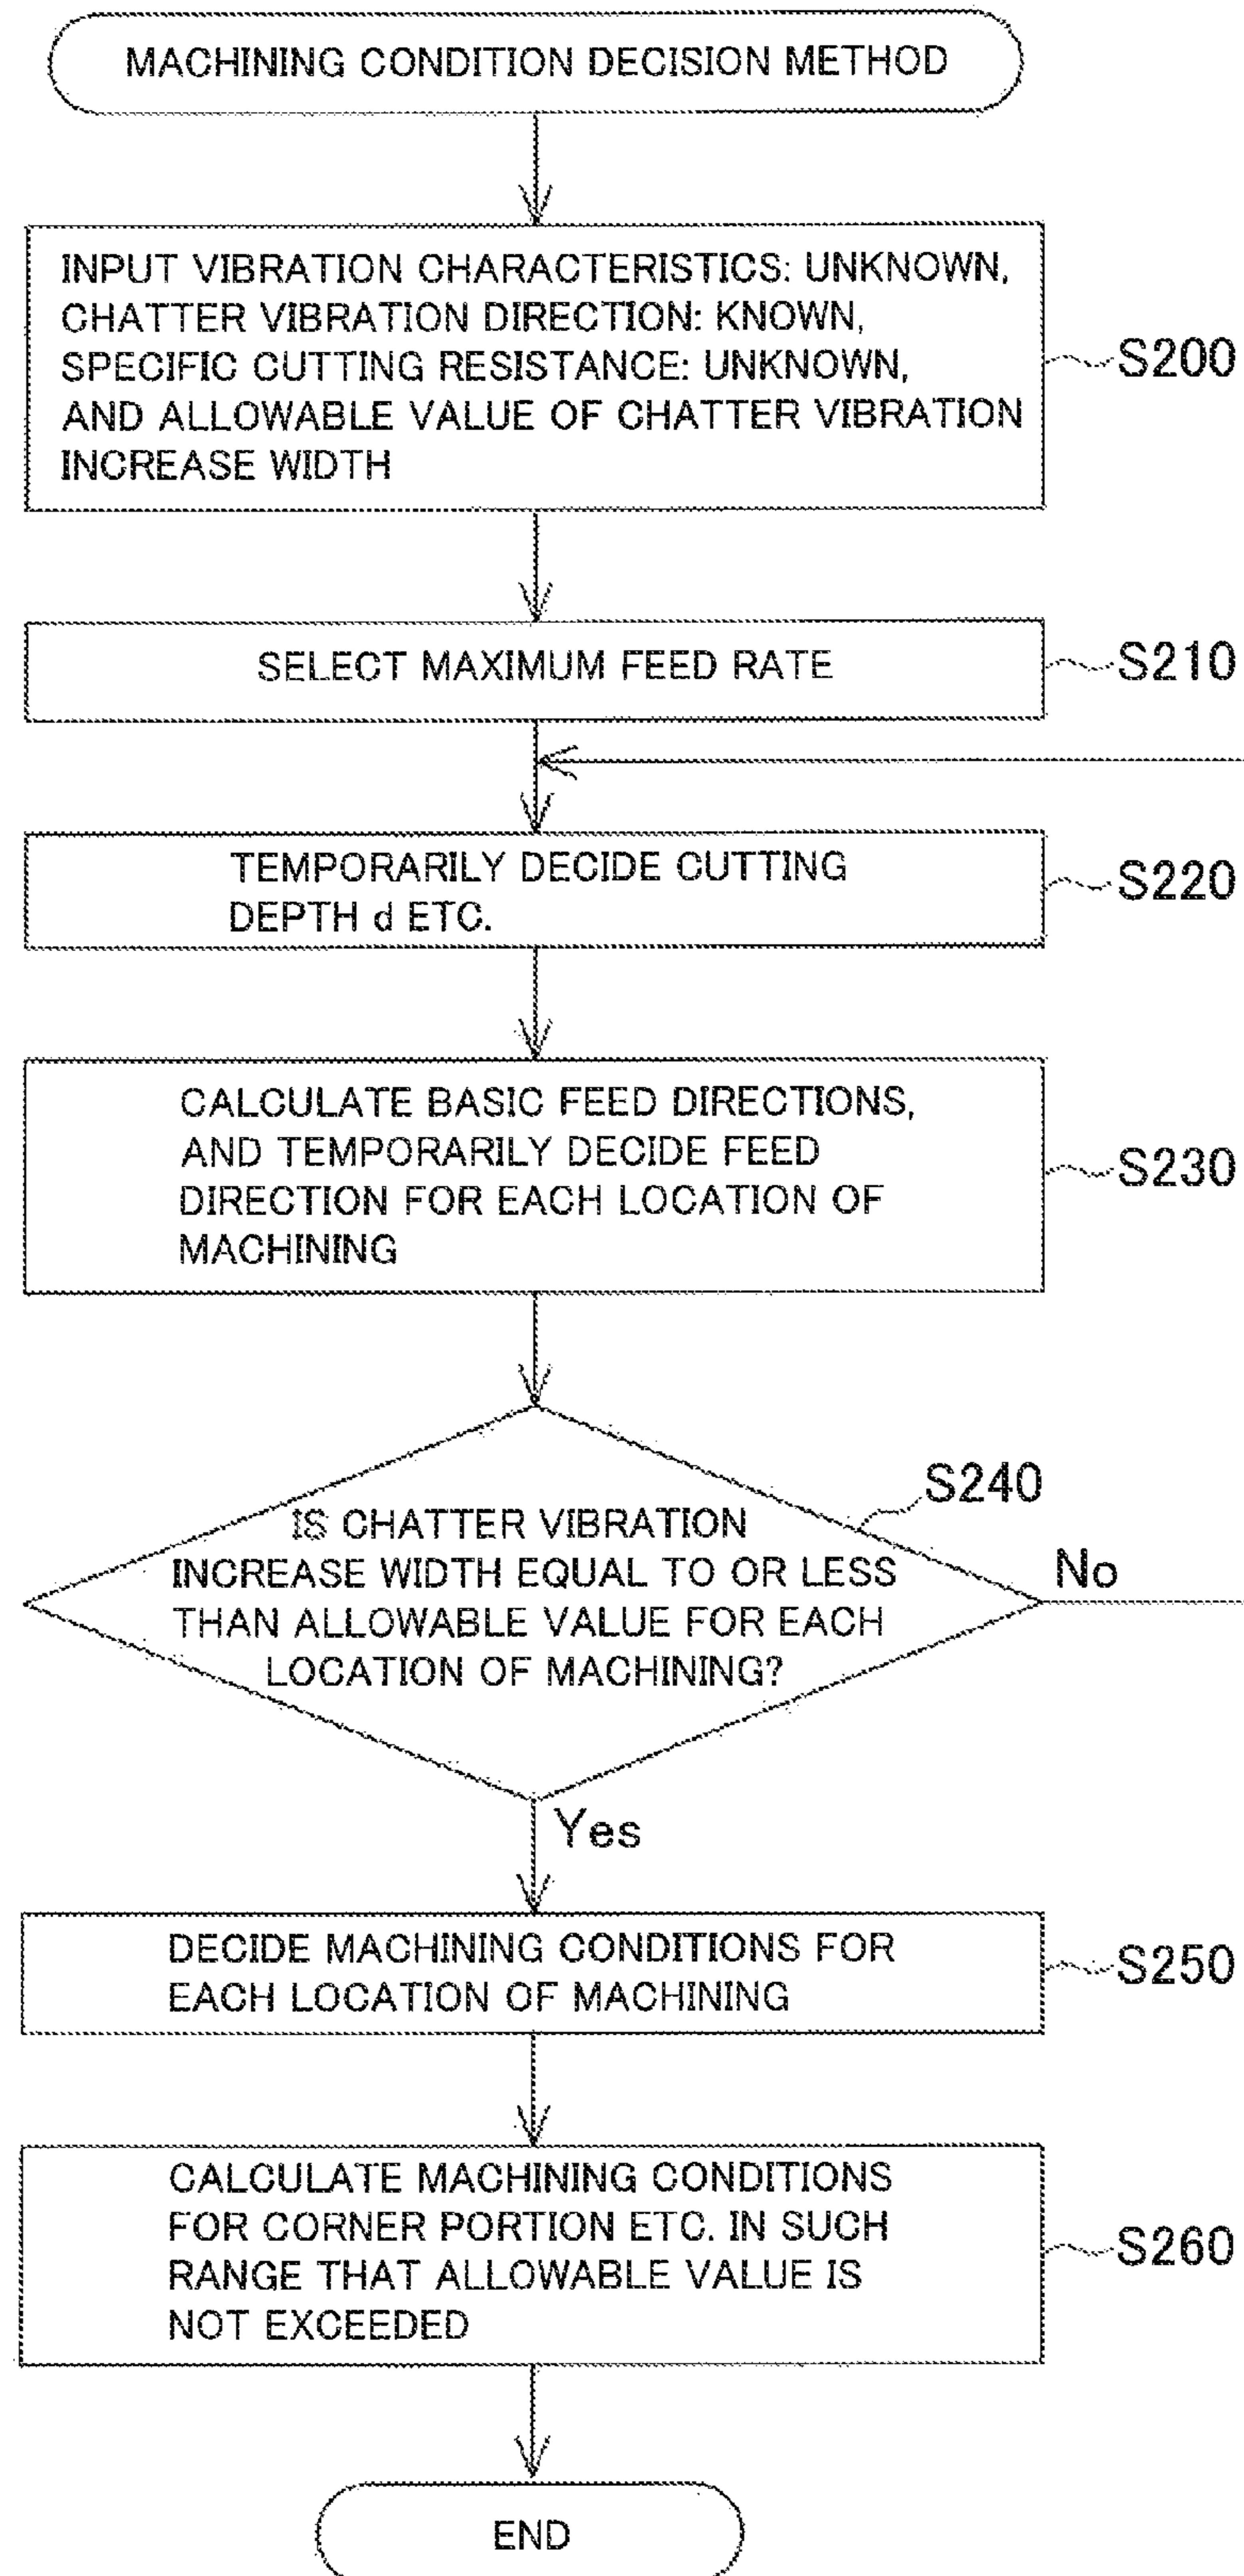 MACHINING CONDITION DECISION METHOD
INPUT VIBRATION CHARACTERISTICS: UNKNOWN,
CHATTER VIBRATION DIRECTION: KNOWN,
SPECIFIC CUTTING RESISTANCE: UNKNOWN,
AND ALLOWABLE VALUE OF CHATTER VIBRATION
INCREASE WIDTH
S200
SELECT MAXIMUM FEED RATE
S210
TEMPORARILY DECIDE CUTTING
DEPTH d ETC.
S220
CALCULATE BASIC FEED DIRECTIONS,
AND TEMPORARILY DECIDE FEED
DIRECTION FOR EACH LOCATION OF
MACHINING
S230
S240
IS CHATTER VIBRATION
INCREASE WIDTH EQUAL TO OR LESS
THAN ALLOWABLE VALUE FOR EACH
LOCATION OF MACHINING?
No
Yes
DECIDE MACHINING CONDITIONS FOR
EACH LOCATION OF MACHINING
S250
CALCULATE MACHINING CONDITIONS
FOR CORNER PORTION ETC. IN SUCH
RANGE THAT ALLOWABLE VALUE IS
NOT EXCEEDED
S260
END